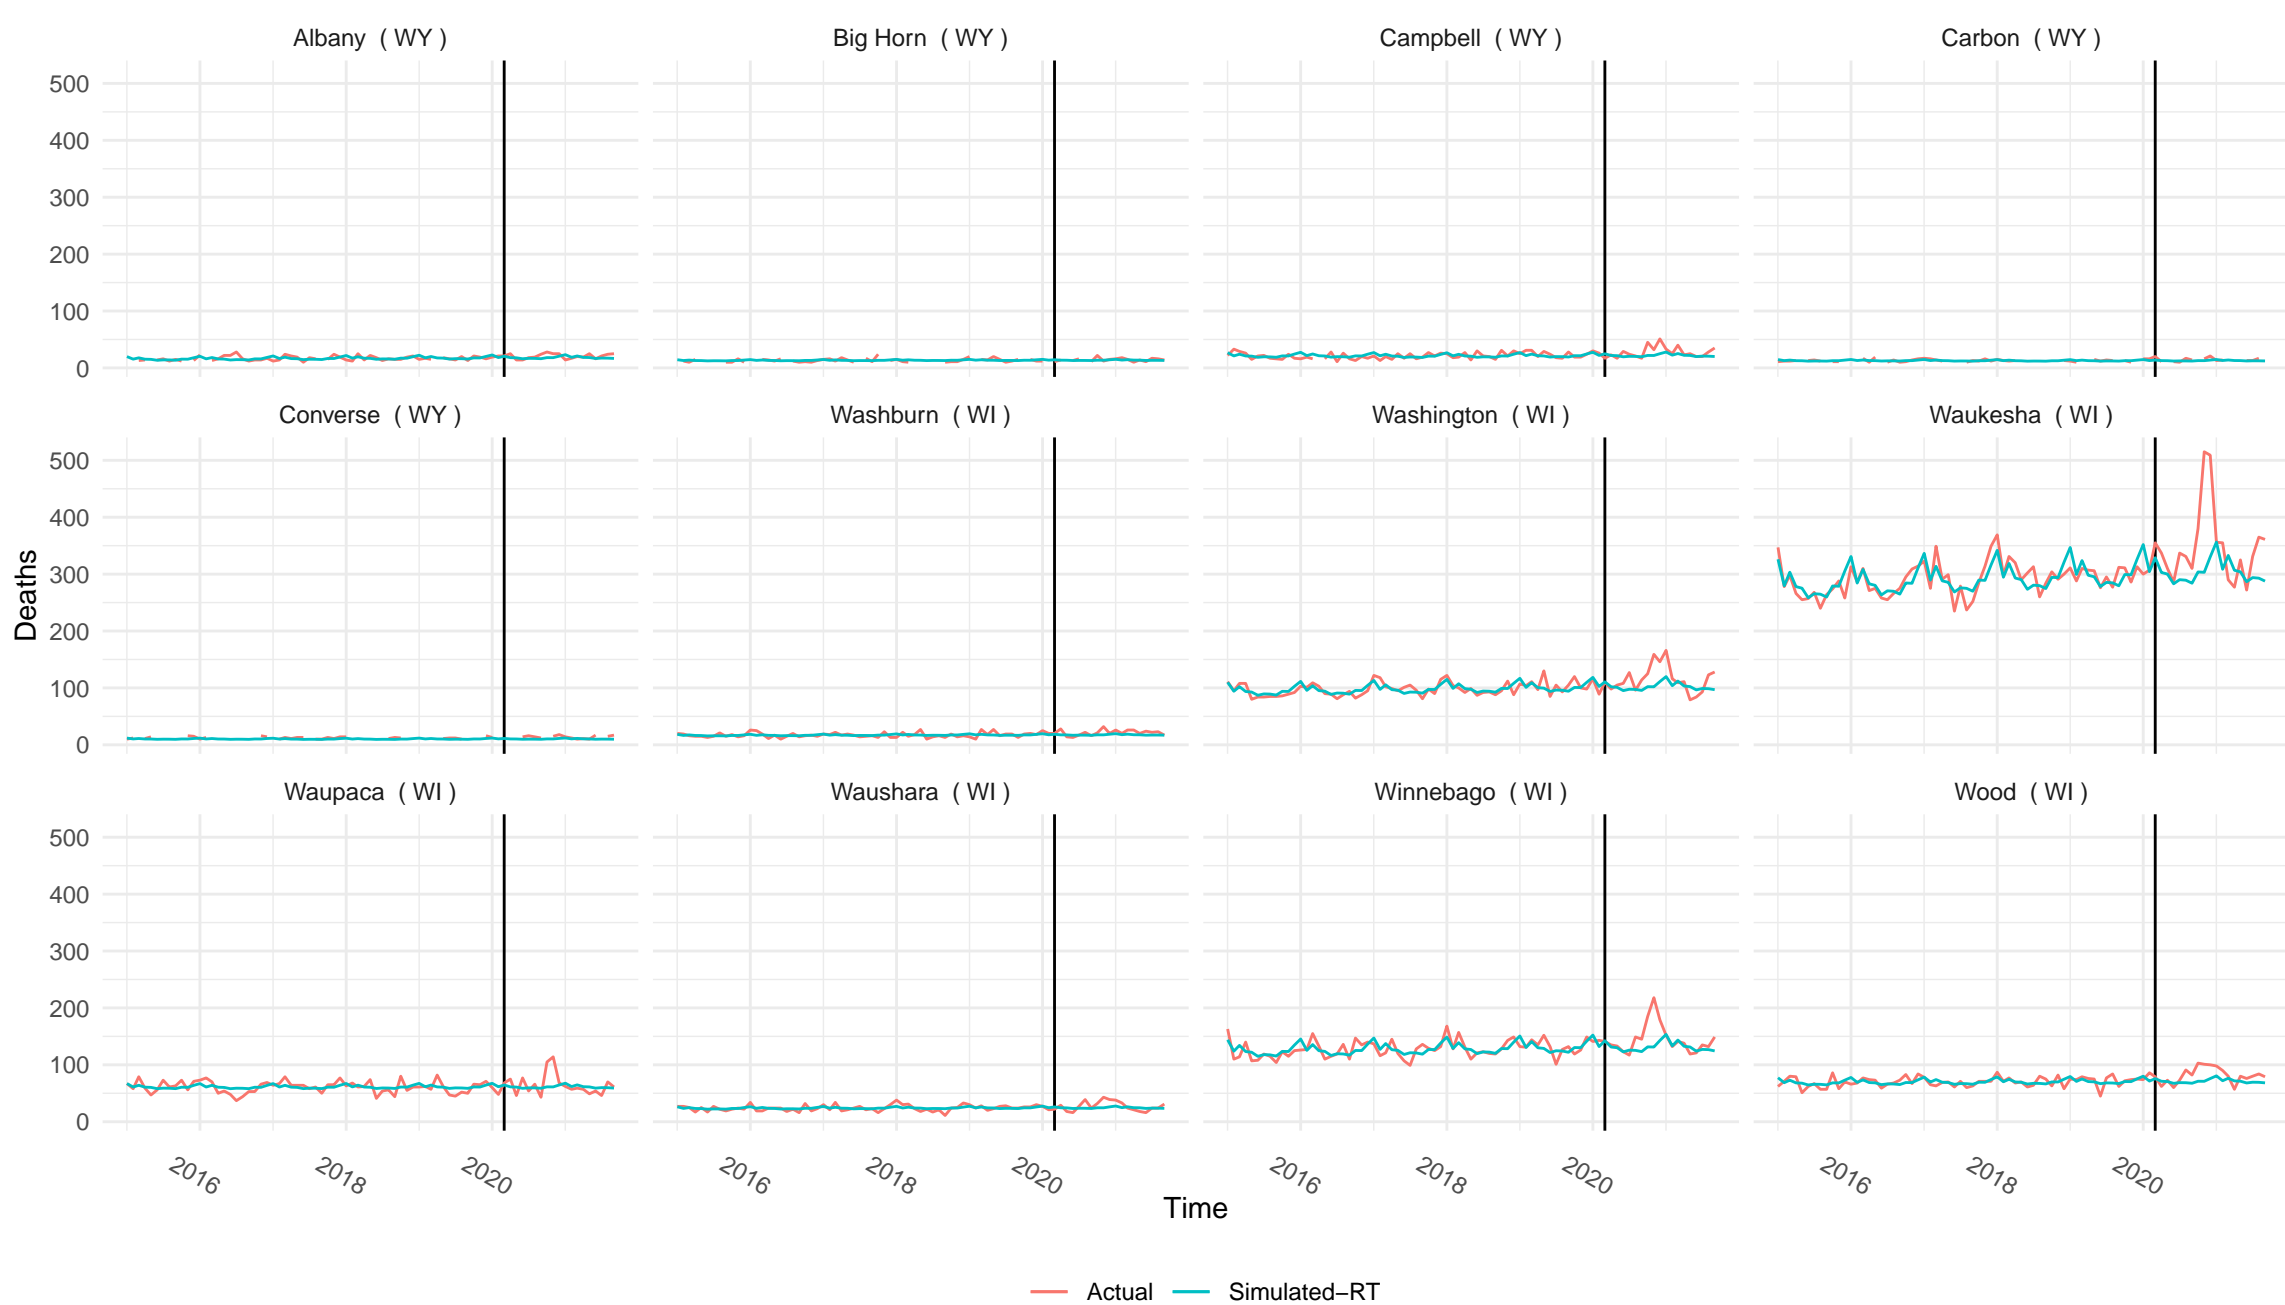 Albany ( WY ) Big Horn ( WY ) Campbell ( WY ) Carbon ( WY )
500
400
300
200
100
0
Converse ( WY ) Washburn ( WI ) Washington ( WI ) Waukesha ( WI )
500
400
300
200
100
0
Deaths
Waupaca ( WI ) Waushara ( WI ) Winnebago ( WI ) Wood ( WI )
500
400
300
200
100
0
2016 2018 2020 2016 2018 2020 2016 2018 2020 2016 2018 2020
Time
Actual Simulated−RT